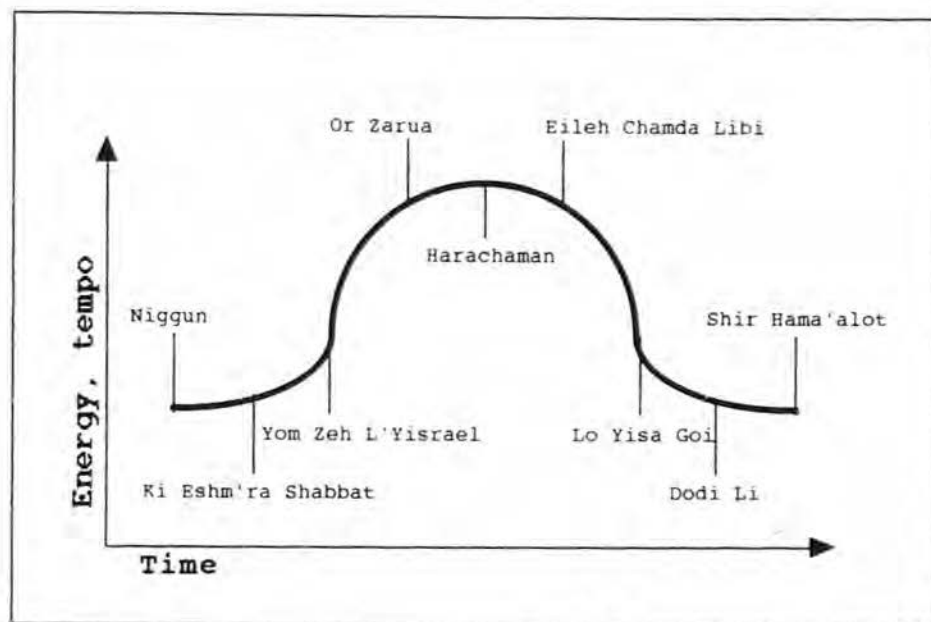 Or Zarua
Eileh Chamda Libi
Harachaman
Niggun
Shir Hama'alot
Yom Zeh L'Yisrael
Lo Yisa Goi
Ki Eshm'ra Shabbat
Dodi Li
Energy, tempo
Time